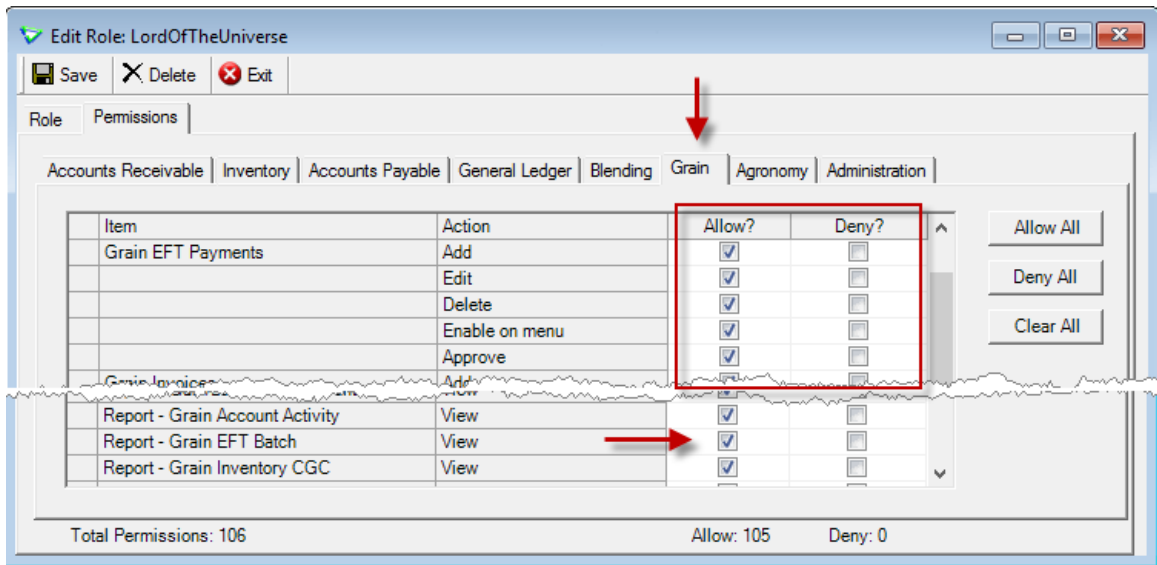 Edit Role: LordOfTheUniverse
Save Delete Exit
Role Permissions
Accounts Receivable Inventory Accounts Payable General Ledger Blending Grain Agronomy Administration
Item Action Allow? Deny? Allow All
Grain EFT Payments Add
Edit Deny All
Delete
Enable on menu Clear All
Approve
Grain Invoices Add
Report - Grain Account Activity View
Report - Grain EFT Batch View
Report - Grain Inventory CGC View
Total Permissions: 106 Allow: 105 Deny: 0